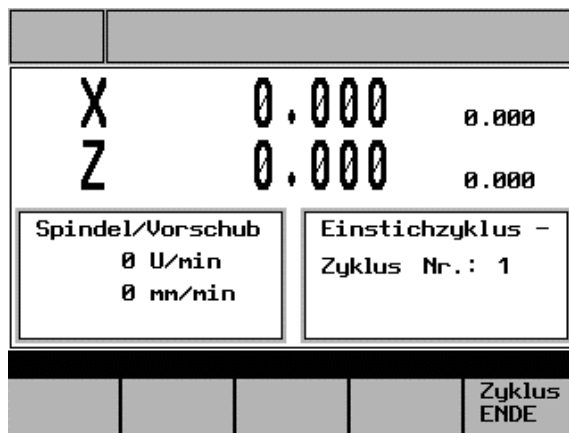 X 0.000 0.000
Z 0.000 0.000
Spindel/Vorschub
0 U/min
0 mm/min
Einstichzyklus -
Zyklus Nr.: 1
Zyklus
ENDE